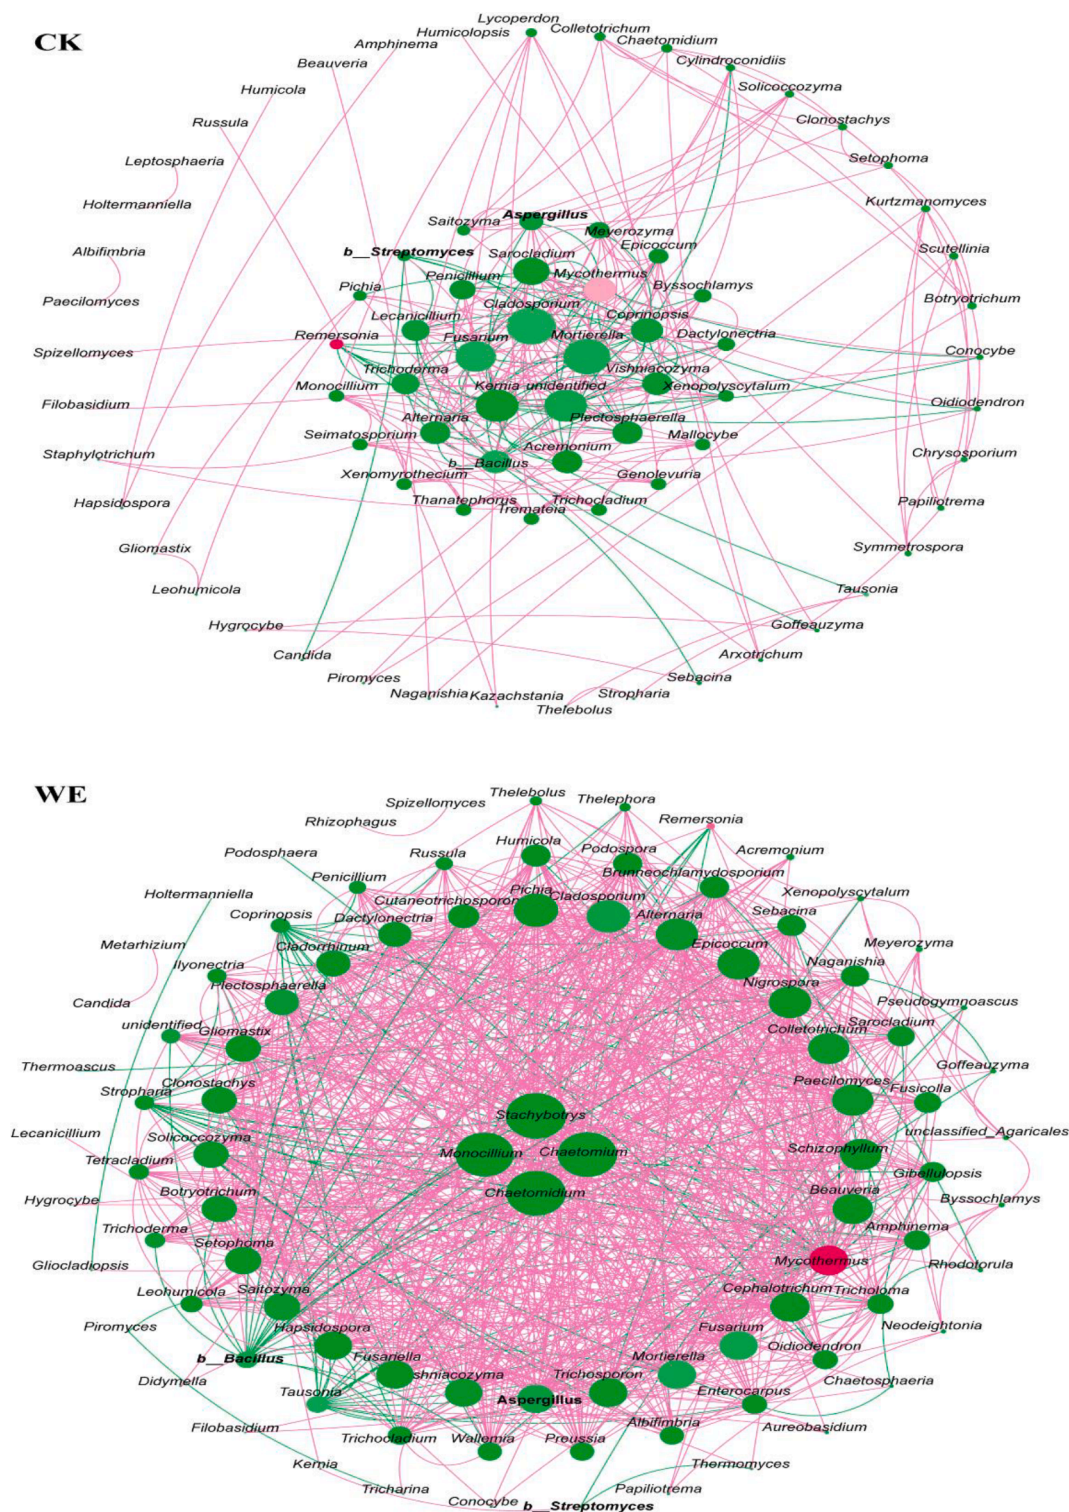 CK
Lycoperdon
Humicolopsis
Colletotrichum
Amphinema
Chaetomidium
Beauveria
Cylindroconidiis
Humicola
Solicoccozyma
Russula
Clonostachys
Leptosphaeria
Setophoma
Holtermanniella
Kurtzmanomyces
Saitozyma
Aspergillus
Meyerozyma
Albifimbria
b__Streptomyces
Sarocladium
Epicoccum
Scutellinia
Penicillium
Mycothermus
Pichia
Cladosporium
Byssochlamys
Paecilomyces
Botryotrichum
Lecanicillium
Coprinopsis
Remersonia
Fusarium
Mortierella
Dactylonectria
Spizellomyces
Conocybe
Trichoderma
Vishniacozyma
Monocillium
Kernia
unidentified
Xenopolyscytalum
Filobasidium
Oidiodendron
Alternaria
Plectosphaerella
Seimatosporium
Acremonium
Mallocybe
Staphylotrichum
b__Bacillus
Chrysosporium
Xenomyrothecium
Genolevuria
Hapsidospora
Thanatephorus
Trichocladium
Papiliotrema
Tremateia
Gliomastix
Symmetrospora
Leohumicola
Tausonia
Hygrocybe
Goffeauzyma
Candida
Arxotrichum
Piromyces
Sebacina
Naganishia
Kazachstania
Stropharia
Thelebolus
WE
Thelebolus
Thelephora
Spizellomyces
Rhizophagus
Remersonia
Humicola
Podospora
Acremonium
Podosphaera
Russula
Brunneochlamydosporium
Penicillium
Pichia
Cladosporium
Xenopolyscytalum
Holtermanniella
Cutaneotrichosporon
Coprinopsis
Dactylonectria
Alternaria
Sebacina
Metarhizium
Cladorrhinum
Epicoccum
Meyerozyma
Ilyonectria
Naganishia
Plectosphaerella
Nigrospora
Candida
Pseudogymnoascus
unidentified
Gliomastix
Colletotrichum
Sarocladium
Thermoascus
Goffeauzyma
Stropharia
Clonostachys
Paecilomyces
Fusicolla
Stachybotrys
Lecanicillium
Solicoccozyma
unclassified_Agaricales
Monocillium
Chaetomium
Schizophyllum
Tetracladium
Gibellulopsis
Chaetomidium
Hygrocybe
Botryotrichum
Beauveria
Byssochlamys
Trichoderma
Amphinema
Setophoma
Gliocladiopsis
Mycothermus
Rhodotorula
Leohumicola
Saitozyma
Cephalotrichum
Tricholoma
Piromyces
Hapsidospora
Fusarium
Neodeightonia
b__Bacillus
Fusariella
Mortierella
Oidiodendron
Didymella
shniacozyma
Trichosporon
Chaetosphaeria
Tausonia
Aspergillus
Enterocarpus
Filobasidium
Albifimbria
Aureobasidium
Trichocladium
Wallemia
Preussia
Kernia
Thermomyces
Tricharina
Papiliotrema
Conocybe
b__Streptomyces